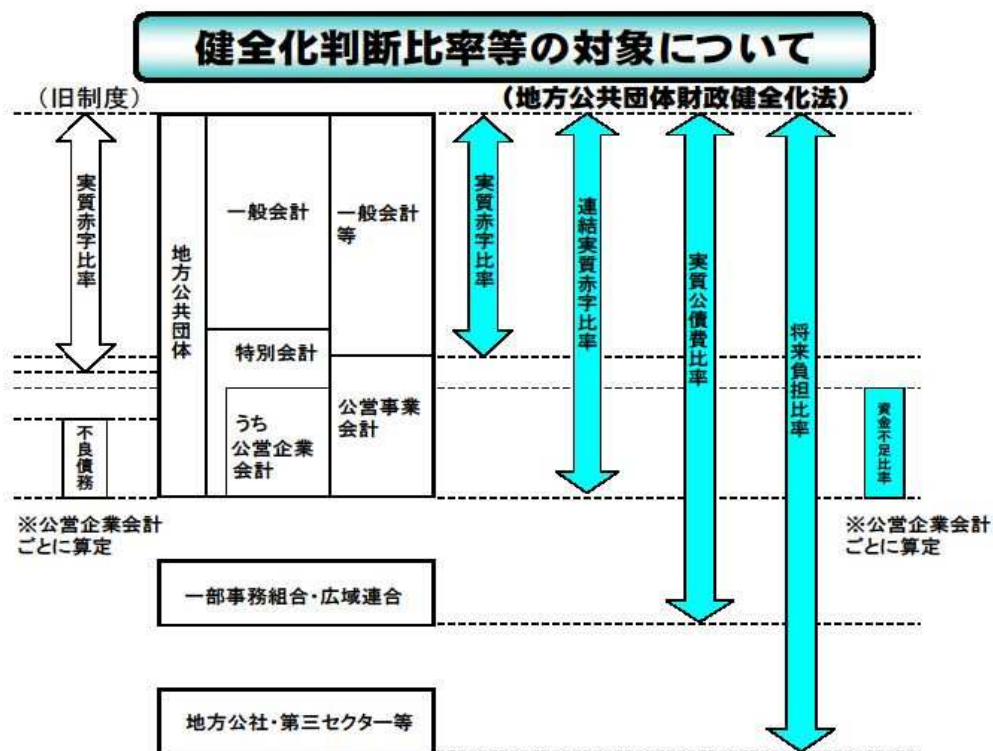 健全化判断比率等の対象について
（旧制度）
（地方公共団体財政健全化法）
実質赤字比率
地方公共団体
一般会計
一般会計
等
特別会計
うち
公営企業
会計
公営事業
会計
実質赤字比率
連結実質赤字比率
実質公債費比率
将来負担比率
不良債務
資金不足比率
※公営企業会計
ごとに算定
※公営企業会計
ごとに算定
一部事務組合・広域連合
地方公社・第三セクター等